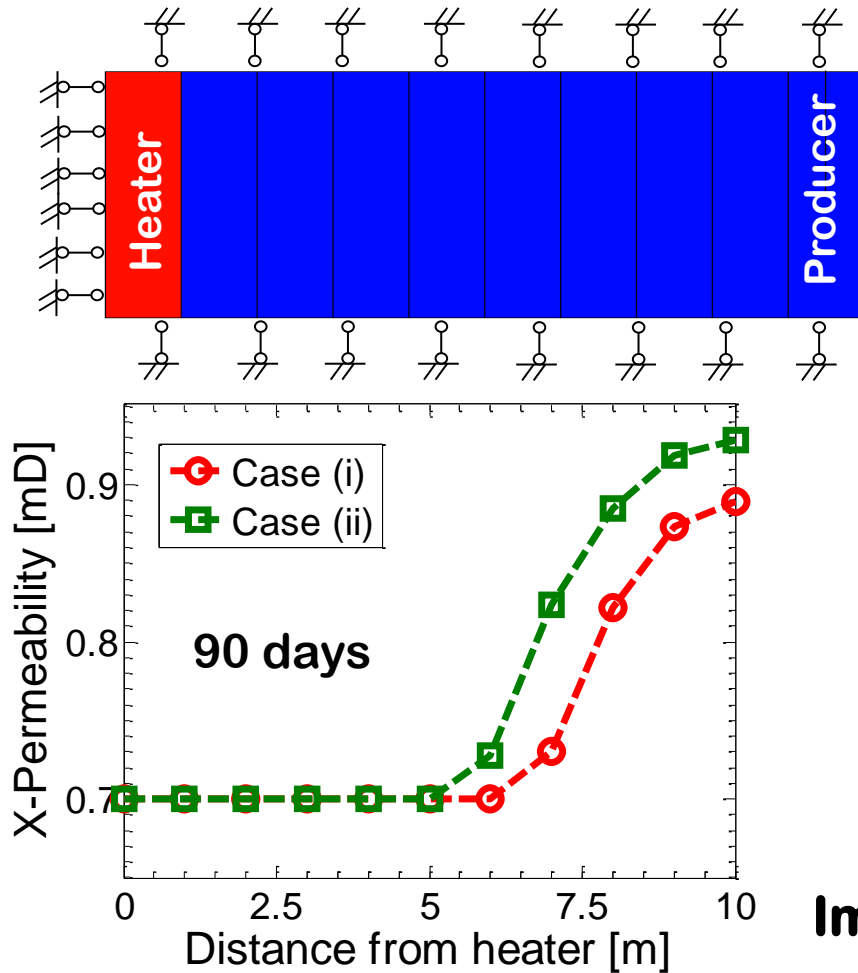 Heater
Producer
X-Permeability [mD]
0.9
0.8
0.7
Case (i)
Case (ii)
90 days
0
2.5
5
7.5
10
Distance from heater [m]